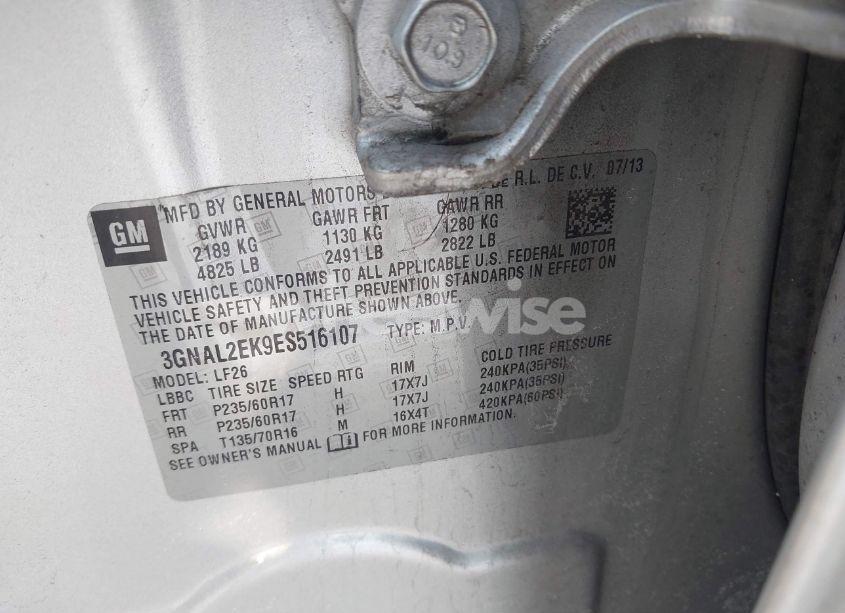 8
109
MFD BY GENERAL MOTORS DE R.L. DE C.V. 07/13
GM
GVWR GAWR FRT GAWR RR
2189 KG 1130 KG 1280 KG
4825 LB 2491 LB 2822 LB
THIS VEHICLE CONFORMS TO ALL APPLICABLE U.S. FEDERAL MOTOR
VEHICLE SAFETY AND THEFT PREVENTION STANDARDS IN EFFECT ON
THE DATE OF MANUFACTURE SHOWN ABOVE.
3GNAL2EK9ES516107 TYPE: M.P.V.
MODEL: LF26
LBBC TIRE SIZE SPEED RTG RIM COLD TIRE PRESSURE
FRT P235/60R17 H 17X7J 240KPA(35PSI)
RR P235/60R17 H 17X7J 240KPA(35PSI)
SPA T135/70R16 M 16X4T 420KPA(60PSI)
SEE OWNER'S MANUAL FOR MORE INFORMATION.